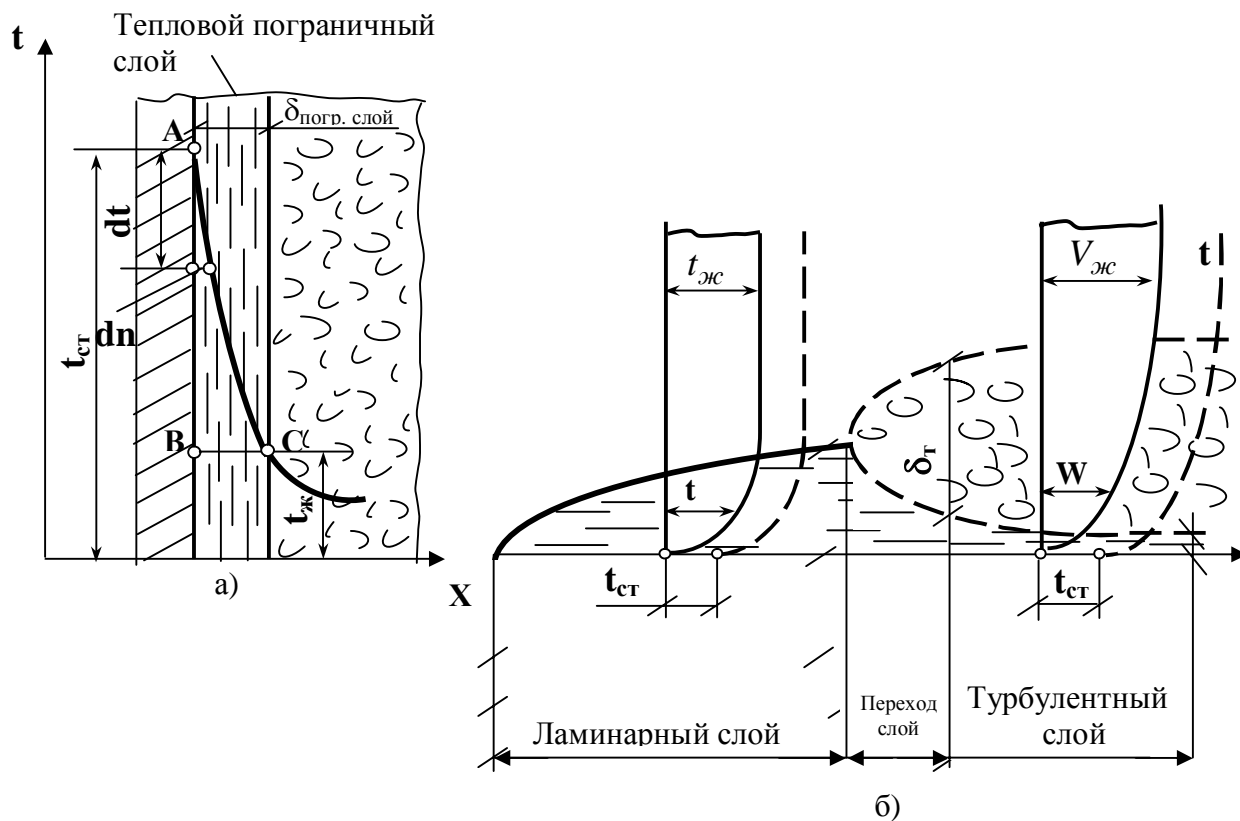 Тепловой пограничный
слой
t
δпогр. слой
A
dt
dn
tст
B
C
tж
а)
tж
Vж
t
δт
t
W
X
tст
tст
Ламинарный слой
Переход
слой
Турбулентный
слой
б)